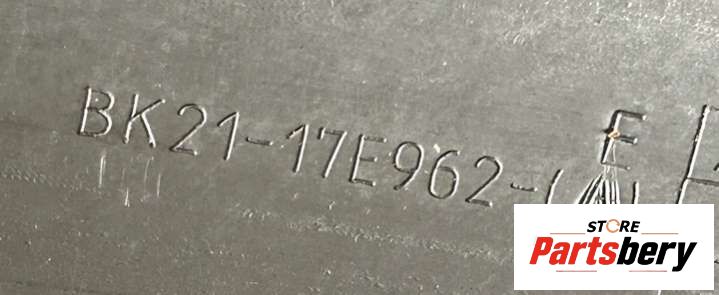 BK21-17E962-(A)
E
STORE
Partsbery